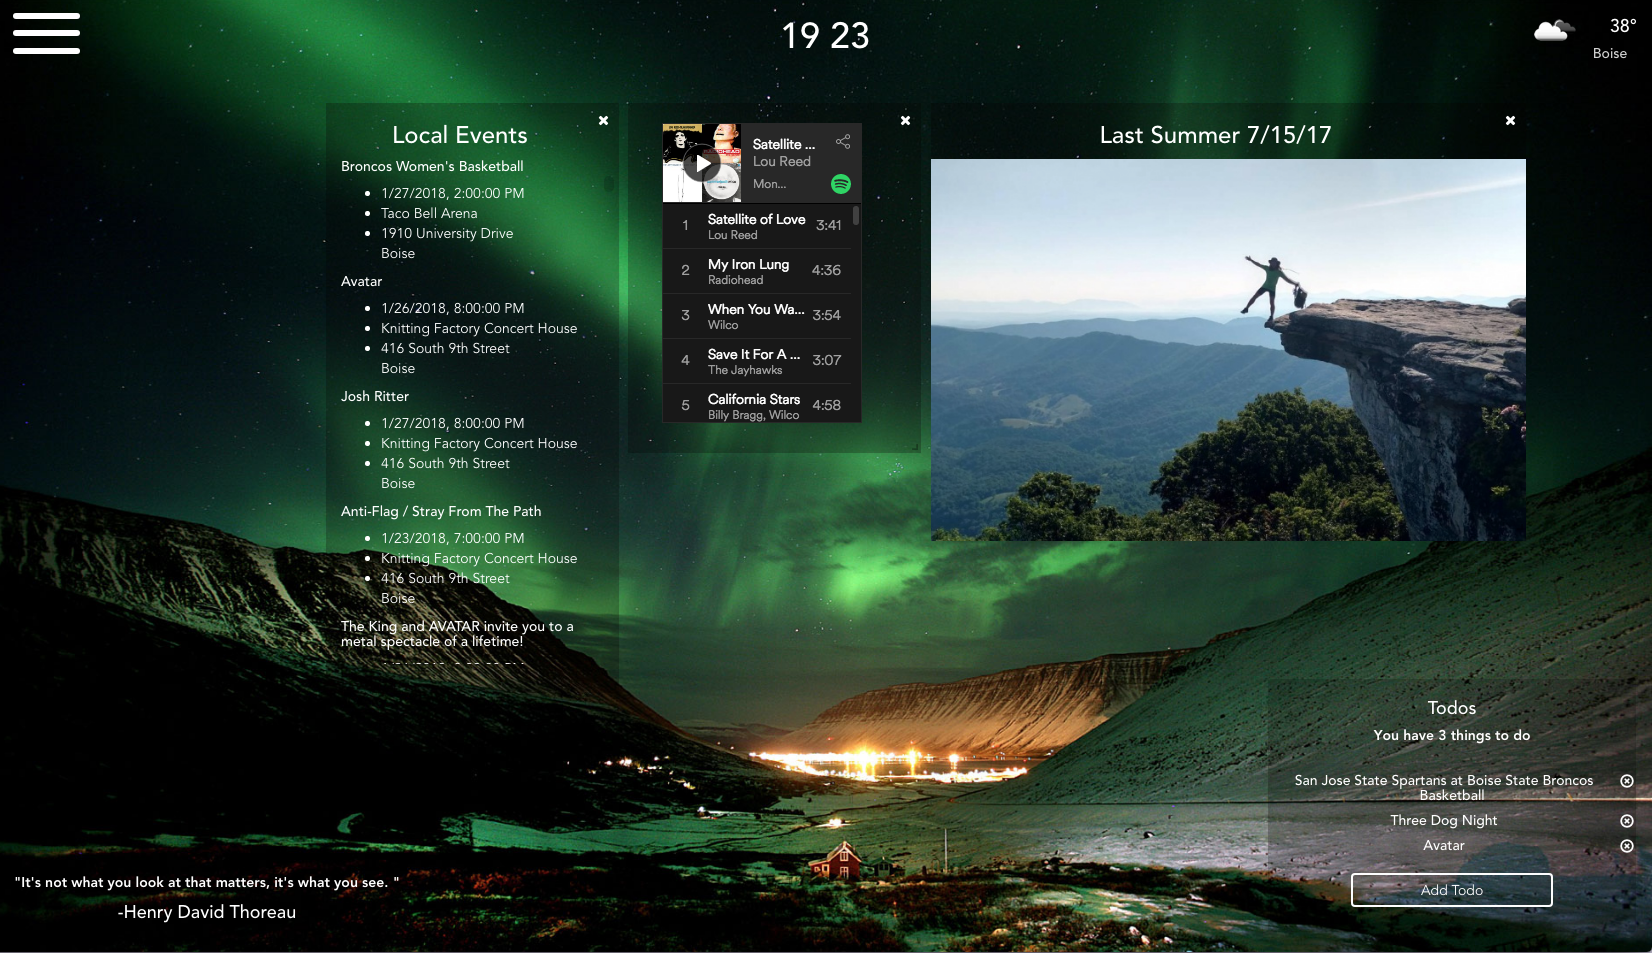 19 23
38°
Boise
Local Events
Broncos Women's Basketball
1/27/2018, 2:00:00 PM
Taco Bell Arena
1910 University Drive
Boise
Avatar
1/26/2018, 8:00:00 PM
Knitting Factory Concert House
416 South 9th Street
Boise
Josh Ritter
1/27/2018, 8:00:00 PM
Knitting Factory Concert House
416 South 9th Street
Boise
Anti-Flag / Stray From The Path
1/23/2018, 7:00:00 PM
Knitting Factory Concert House
416 South 9th Street
Boise
The King and AVATAR invite you to a
metal spectacle of a lifetime!
Satellite ...
Lou Reed
Mon...
1 Satellite of Love 3:41
Lou Reed
2 My Iron Lung 4:36
Radiohead
3 When You Wa... 3:54
Wilco
4 Save It For A ... 3:07
The Jayhawks
5 California Stars 4:58
Billy Bragg, Wilco
Last Summer 7/15/17
Todos
You have 3 things to do
San Jose State Spartans at Boise State Broncos
Basketball
Three Dog Night
Avatar
Add Todo
"It's not what you look at that matters, it's what you see. "
-Henry David Thoreau